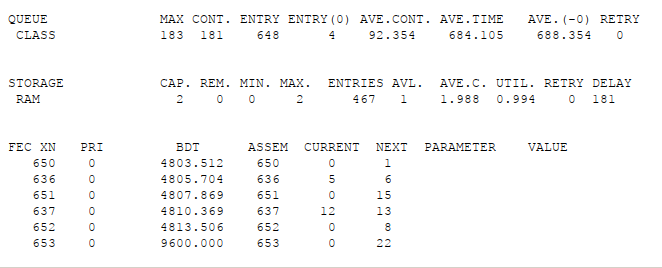 QUEUE MAX CONT. ENTRY ENTRY(0) AVE.CONT. AVE.TIME AVE.(-0) RETRY
CLASS 183 181 648 4 92.354 684.105 688.354 0
STORAGE CAP. REM. MIN. MAX. ENTRIES AVL. AVE.C. UTIL. RETRY DELAY
RAM 2 0 0 2 467 1 1.988 0.994 0 181
FEC XN PRI BDT ASSEM CURRENT NEXT PARAMETER VALUE
650 0 4803.512 650 0 1
636 0 4805.704 636 5 6
651 0 4807.869 651 0 15
637 0 4810.369 637 12 13
652 0 4813.506 652 0 8
653 0 9600.000 653 0 22